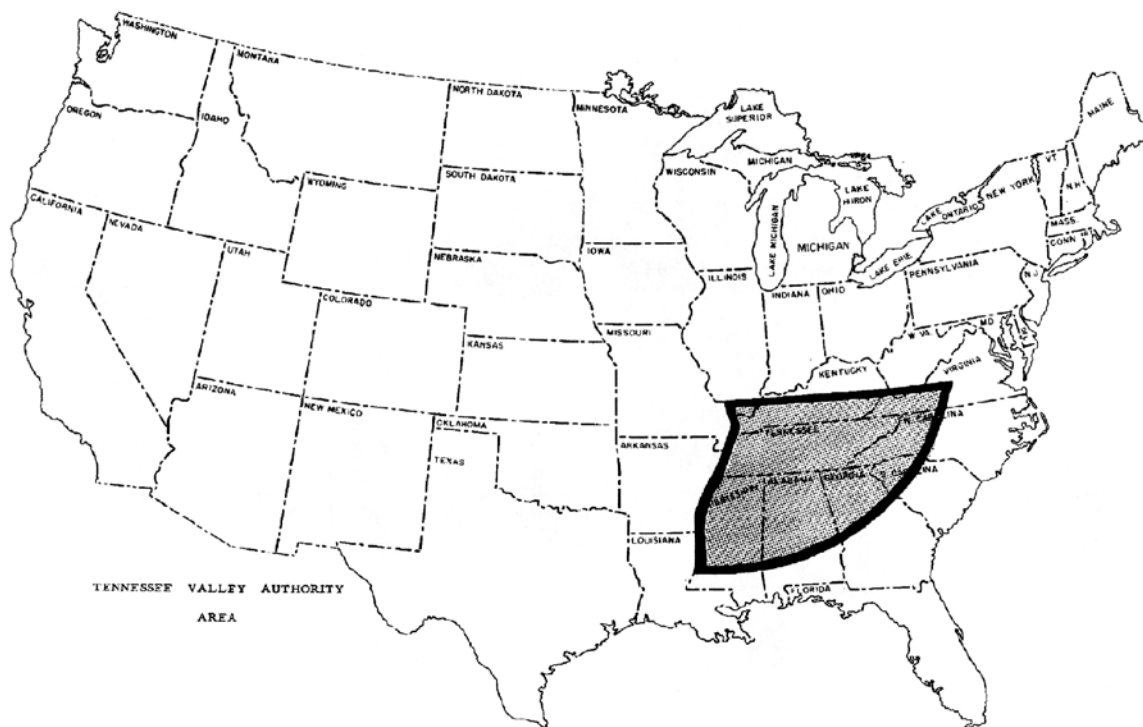 WASHINGTON
MONTANA
NORTH DAKOTA
MINNESOTA
LAKE SUPERIOR
MAINE
OREGON
IDAHO
WISCONSIN
MICHIGAN
VT.
N.H.
WYOMING
SOUTH DAKOTA
LAKE HURON
LAKE ONTARIO
NEW YORK
MASS.
CALIFORNIA
NEVADA
UTAH
NEBRASKA
IOWA
LAKE MICHIGAN
MICHIGAN
LAKE ERIE
CONN
ILLINOIS
INDIANA
OHIO
PENNSYLVANIA
N.J.
COLORADO
MISSOURI
KANSAS
W. VA.
MD.
KENTUCKY
VIRGINIA
ARIZONA
NEW MEXICO
OKLAHOMA
TEXAS
ARKANSAS
TENNESSEE
N. CAROLINA
MISSISSIPPI
ALABAMA
GEORGIA
S. CAROLINA
LOUISIANA
FLORIDA
TENNESSEE VALLEY AUTHORITY
AREA